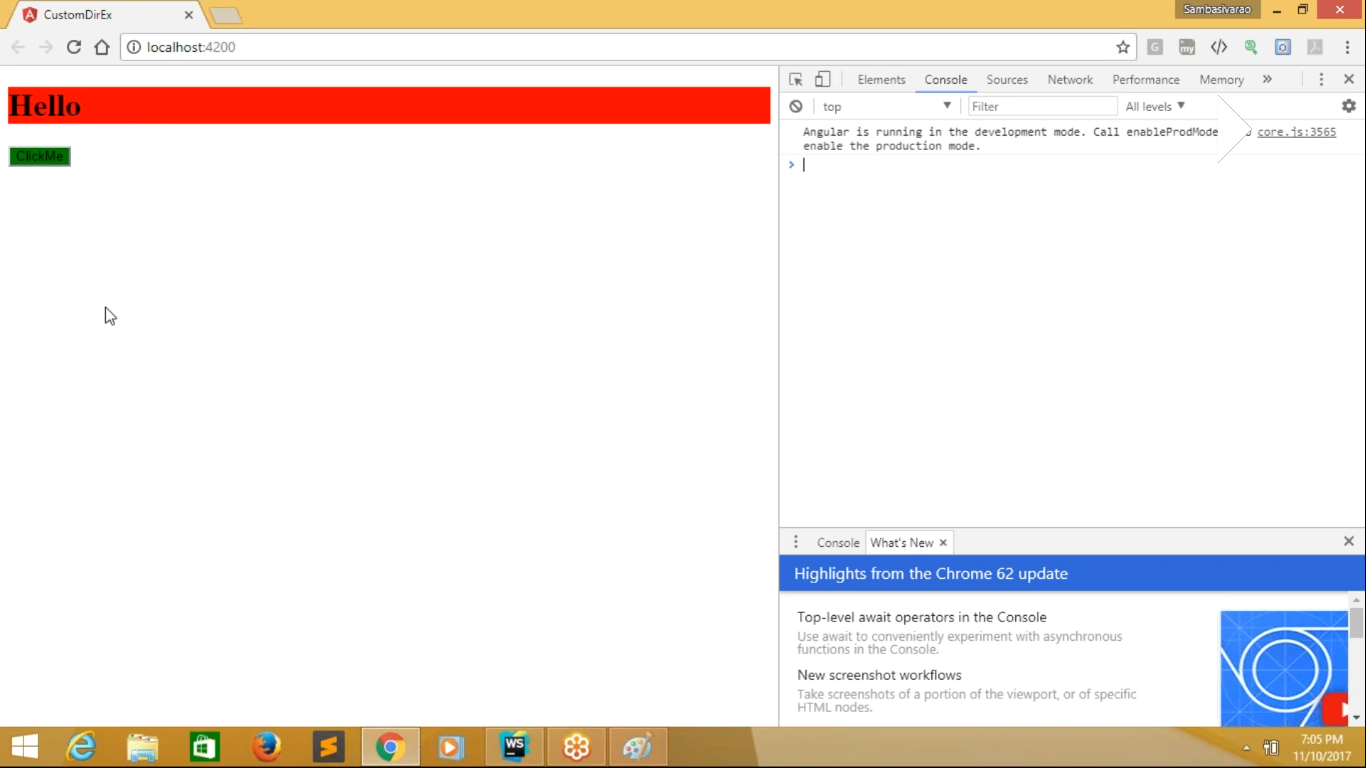 CustomDirEx
Sambasivarao
localhost:4200
Hello
ClickMe
Elements Console Sources Network Performance Memory
top Filter All levels
Angular is running in the development mode. Call enableProdMode core.js:3565
enable the production mode.
Console What's New
Highlights from the Chrome 62 update
Top-level await operators in the Console
Use await to conveniently experiment with asynchronous
functions in the Console.
New screenshot workflows
Take screenshots of a portion of the viewport, or of specific
HTML nodes.
G my
WS
7:05 PM
11/10/2017